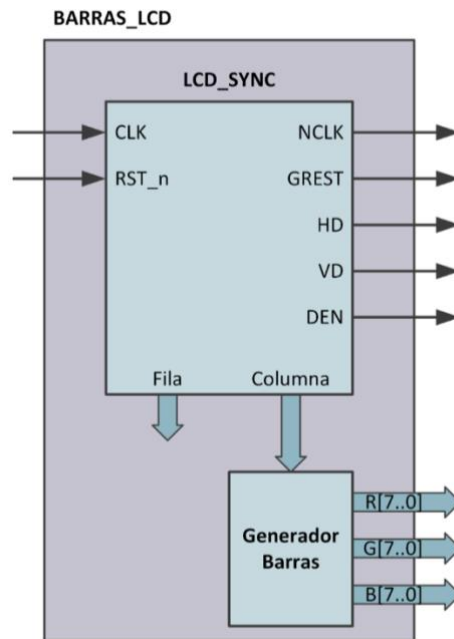 BARRAS_LCD
LCD_SYNC
CLK
NCLK
RST_n
GREST
HD
VD
DEN
Fila
Columna
Generador
Barras
R[7..0]
G[7..0]
B[7..0]